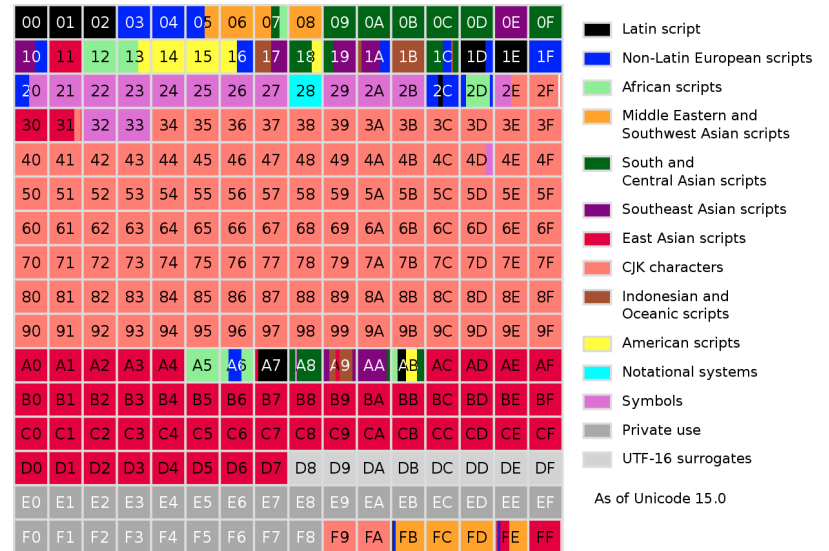 00 01 02 03 04 05 06 07 08 09 0A 0B 0C 0D 0E 0F
10 11 12 13 14 15 16 17 18 19 1A 1B 1C 1D 1E 1F
20 21 22 23 24 25 26 27 28 29 2A 2B 2C 2D 2E 2F
30 31 32 33 34 35 36 37 38 39 3A 3B 3C 3D 3E 3F
40 41 42 43 44 45 46 47 48 49 4A 4B 4C 4D 4E 4F
50 51 52 53 54 55 56 57 58 59 5A 5B 5C 5D 5E 5F
60 61 62 63 64 65 66 67 68 69 6A 6B 6C 6D 6E 6F
70 71 72 73 74 75 76 77 78 79 7A 7B 7C 7D 7E 7F
80 81 82 83 84 85 86 87 88 89 8A 8B 8C 8D 8E 8F
90 91 92 93 94 95 96 97 98 99 9A 9B 9C 9D 9E 9F
A0 A1 A2 A3 A4 A5 A6 A7 A8 A9 AA AB AC AD AE AF
B0 B1 B2 B3 B4 B5 B6 B7 B8 B9 BA BB BC BD BE BF
C0 C1 C2 C3 C4 C5 C6 C7 C8 C9 CA CB CC CD CE CF
D0 D1 D2 D3 D4 D5 D6 D7 D8 D9 DA DB DC DD DE DF
E0 E1 E2 E3 E4 E5 E6 E7 E8 E9 EA EB EC ED EE EF
F0 F1 F2 F3 F4 F5 F6 F7 F8 F9 FA FB FC FD FE FF
Latin script
Non-Latin European scripts
African scripts
Middle Eastern and
Southwest Asian scripts
South and
Central Asian scripts
Southeast Asian scripts
East Asian scripts
CJK characters
Indonesian and
Oceanic scripts
American scripts
Notational systems
Symbols
Private use
UTF-16 surrogates
As of Unicode 15.0